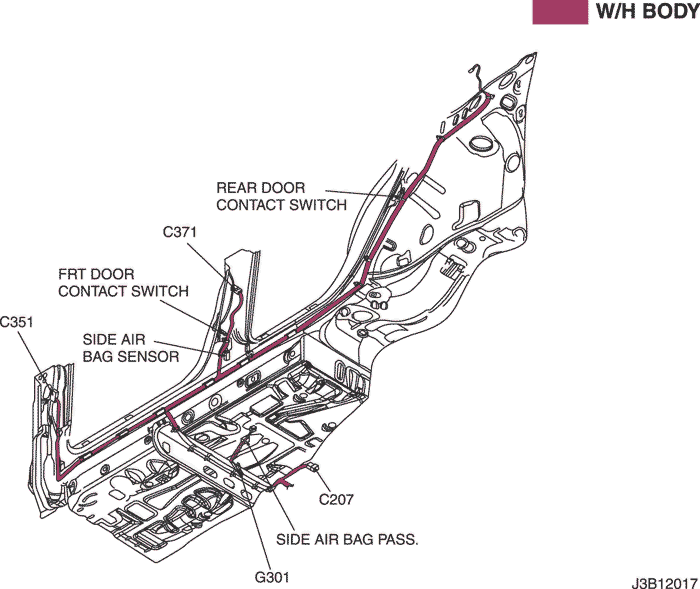 W/H BODY
REAR DOOR
CONTACT SWITCH
C371
FRT DOOR
CONTACT SWITCH
C351
SIDE AIR
BAG SENSOR
C207
SIDE AIR BAG PASS.
G301
J3B12017